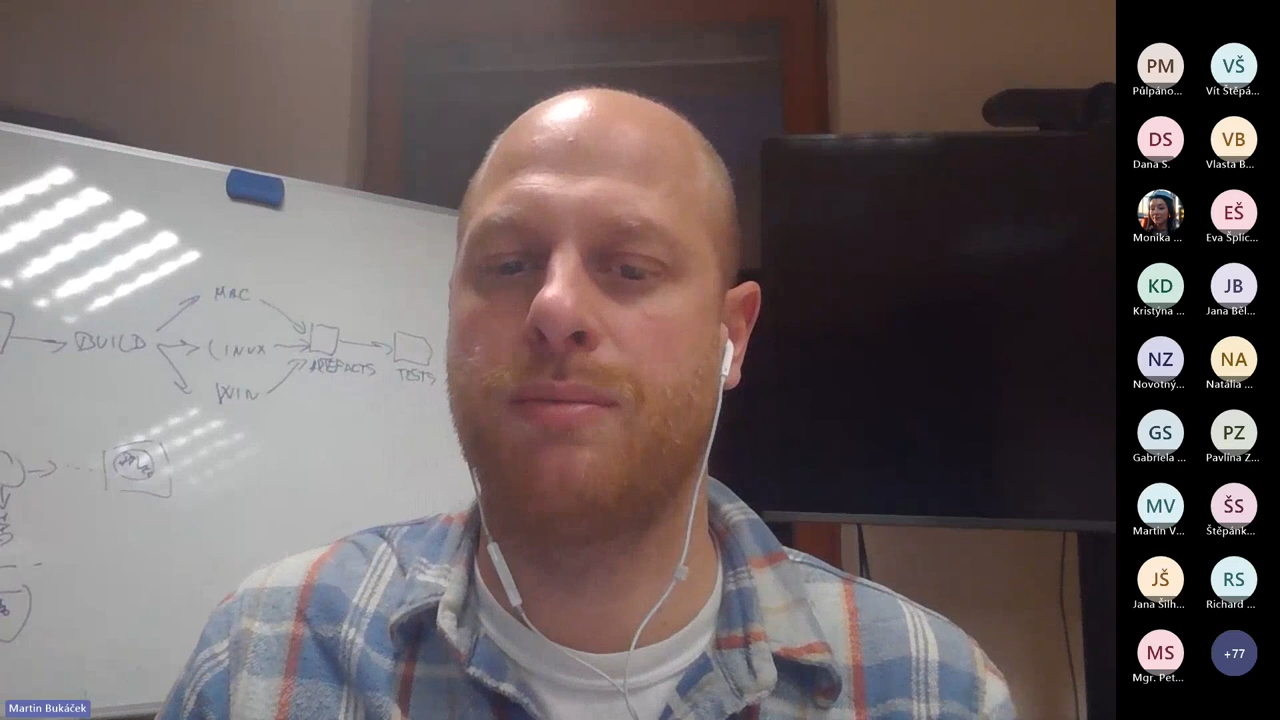 MAC
BUILD
LINUX
WIN
AREFACTS
TESTS
Martin Bukáček
PM
Půlpáno...
VŠ
Vít Štěpá...
DS
Dana S.
VB
Vlasta B...
Monika ...
EŠ
Eva Šplíc...
KD
Kristýna ...
JB
Jana Běl...
NZ
Novotný...
NA
Natália ...
GS
Gabriela ...
PZ
Pavlína Z...
MV
Martin V...
ŠS
Štěpánk...
JŠ
Jana Šilh...
RS
Richard ...
MS
Mgr. Pet...
+77